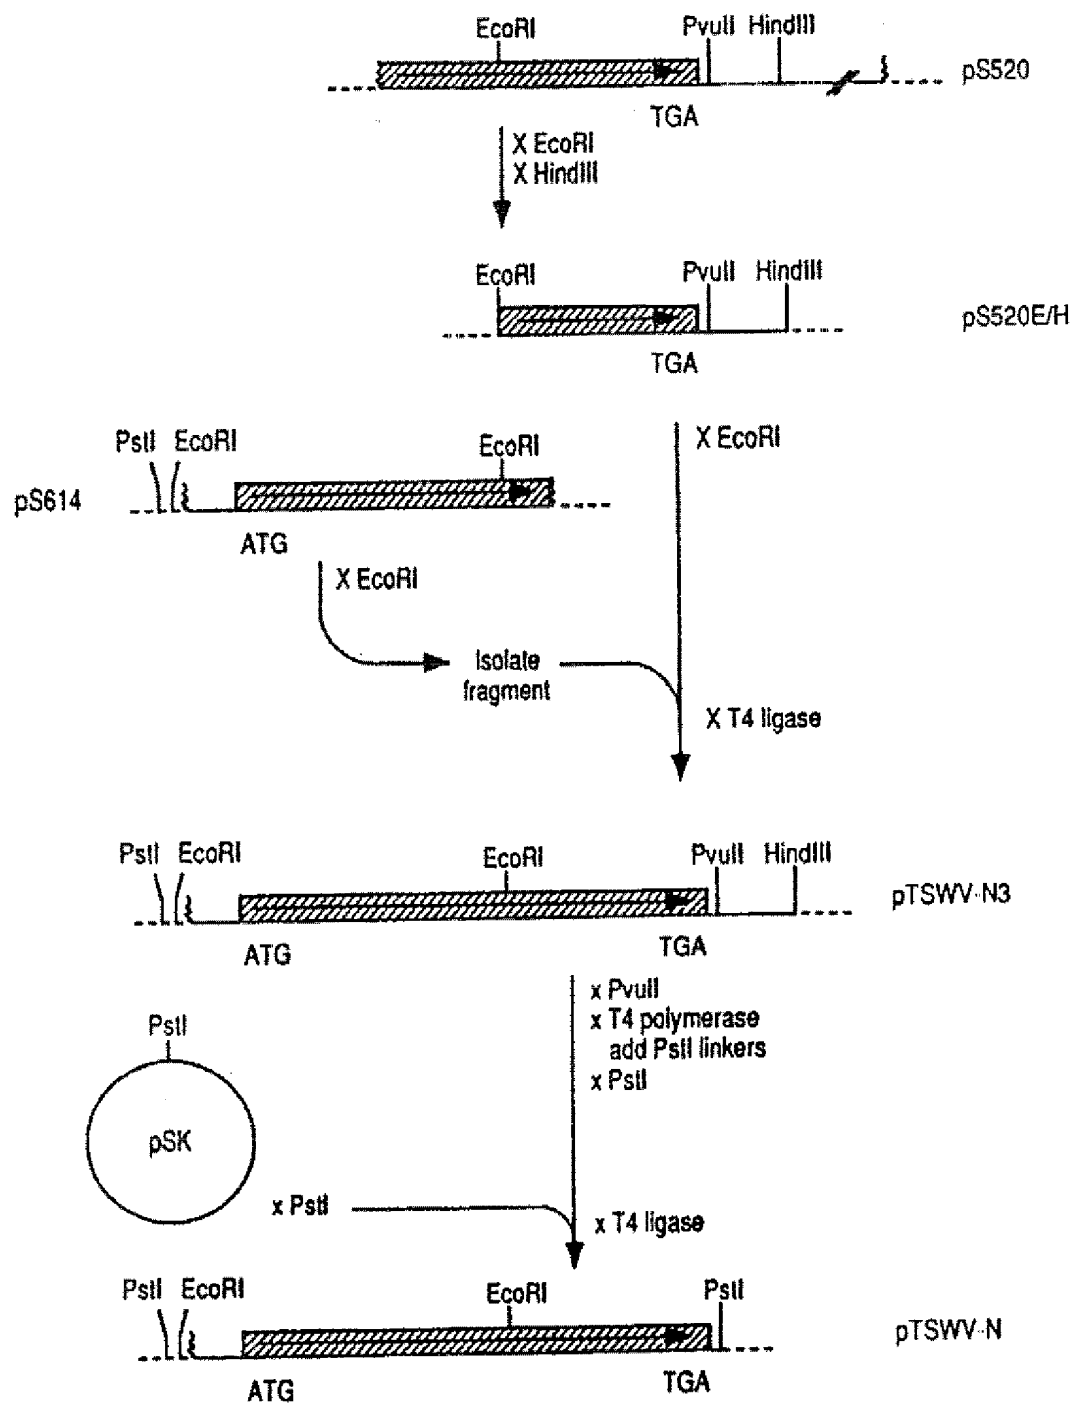 EcoRI PvuII HindIII
pS520
TGA
X EcoRI
X HindIII
EcoRI PvuII HindIII
pS520E/H
TGA
PstI EcoRI EcoRI
X EcoRI
pS614
ATG
X EcoRI
Isolate
fragment
X T4 ligase
PstI EcoRI EcoRI PvuII HindIII
pTSWV-N3
ATG TGA
x PvuII
x T4 polymerase
add PstI linkers
x PstI
PstI
pSK
x PstI
x T4 ligase
PstI EcoRI EcoRI PstI
pTSWV-N
ATG TGA